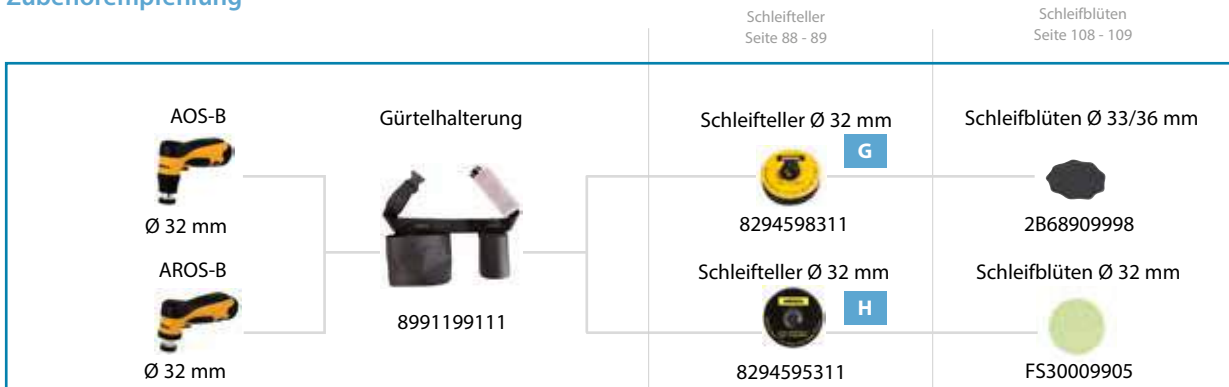 Zubehörempfehlung
Schleifteller
Seite 88 - 89
Schleifblüten
Seite 108 - 109
AOS-B
Ø 32 mm
AROS-B
Ø 32 mm
Gürtelhalterung
8991199111
Schleifteller Ø 32 mm
G
8294598311
Schleifteller Ø 32 mm
H
8294595311
Schleifblüten Ø 33/36 mm
2B68909998
Schleifblüten Ø 32 mm
FS30009905